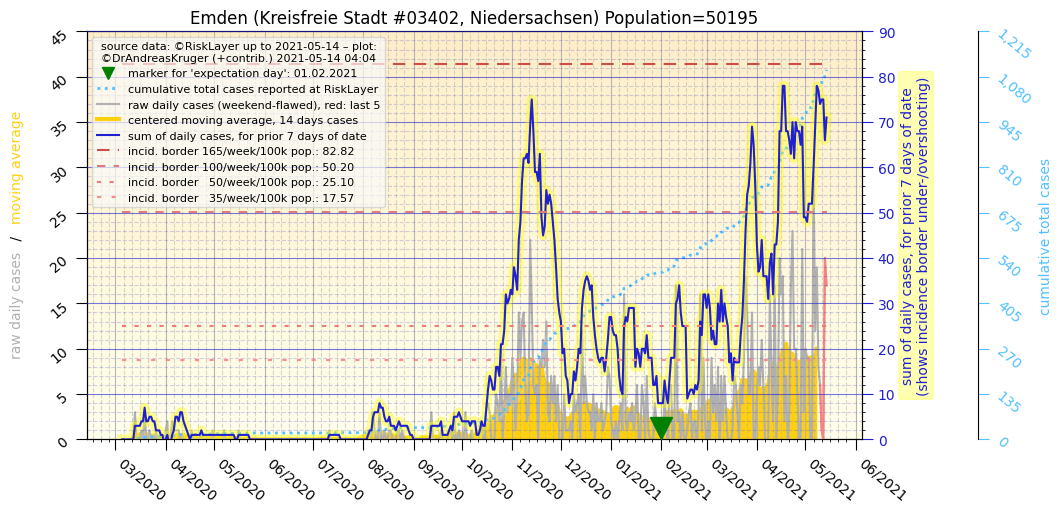 Emden (Kreisfreie Stadt #03402, Niedersachsen) Population=50195
source data: ©RiskLayer up to 2021-05-14 – plot:
©DrAndreasKruger (+contrib.) 2021-05-14 04:04
marker for 'expectation day': 01.02.2021
cumulative total cases reported at RiskLayer
raw daily cases (weekend-flawed), red: last 5
centered moving average, 14 days cases
sum of daily cases, for prior 7 days of date
incid. border 165/week/100k pop.: 82.82
incid. border 100/week/100k pop.: 50.20
incid. border   50/week/100k pop.: 25.10
incid. border   35/week/100k pop.: 17.57
raw daily cases / moving average
45
40
35
30
25
20
15
10
5
0
03/2020
04/2020
05/2020
06/2020
07/2020
08/2020
09/2020
10/2020
11/2020
12/2020
01/2021
02/2021
03/2021
04/2021
05/2021
06/2021
90
80
70
60
50
40
30
20
10
0
sum of daily cases, for prior 7 days of date
(shows incidence border under-/overshooting)
1,215
1,080
945
810
675
540
405
270
135
0
cumulative total cases